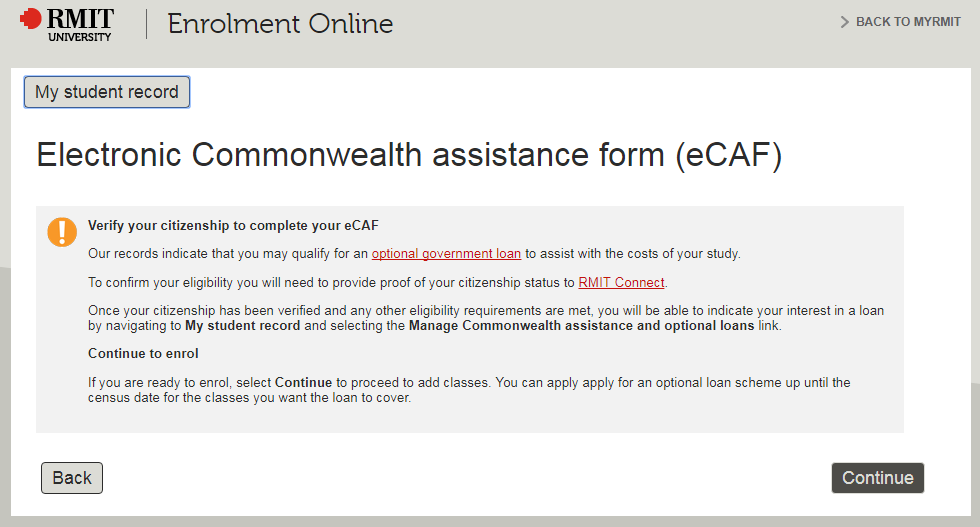 RMIT
UNIVERSITY
Enrolment Online
BACK TO MYRMIT
My student record
Electronic Commonwealth assistance form (eCAF)
Verify your citizenship to complete your eCAF
Our records indicate that you may qualify for an optional government loan to assist with the costs of your study.
To confirm your eligibility you will need to provide proof of your citizenship status to RMIT Connect.
Once your citizenship has been verified and any other eligibility requirements are met, you will be able to indicate your interest in a loan
by navigating to My student record and selecting the Manage Commonwealth assistance and optional loans link.
Continue to enrol
If you are ready to enrol, select Continue to proceed to add classes. You can apply apply for an optional loan scheme up until the
census date for the classes you want the loan to cover.
Back
Continue